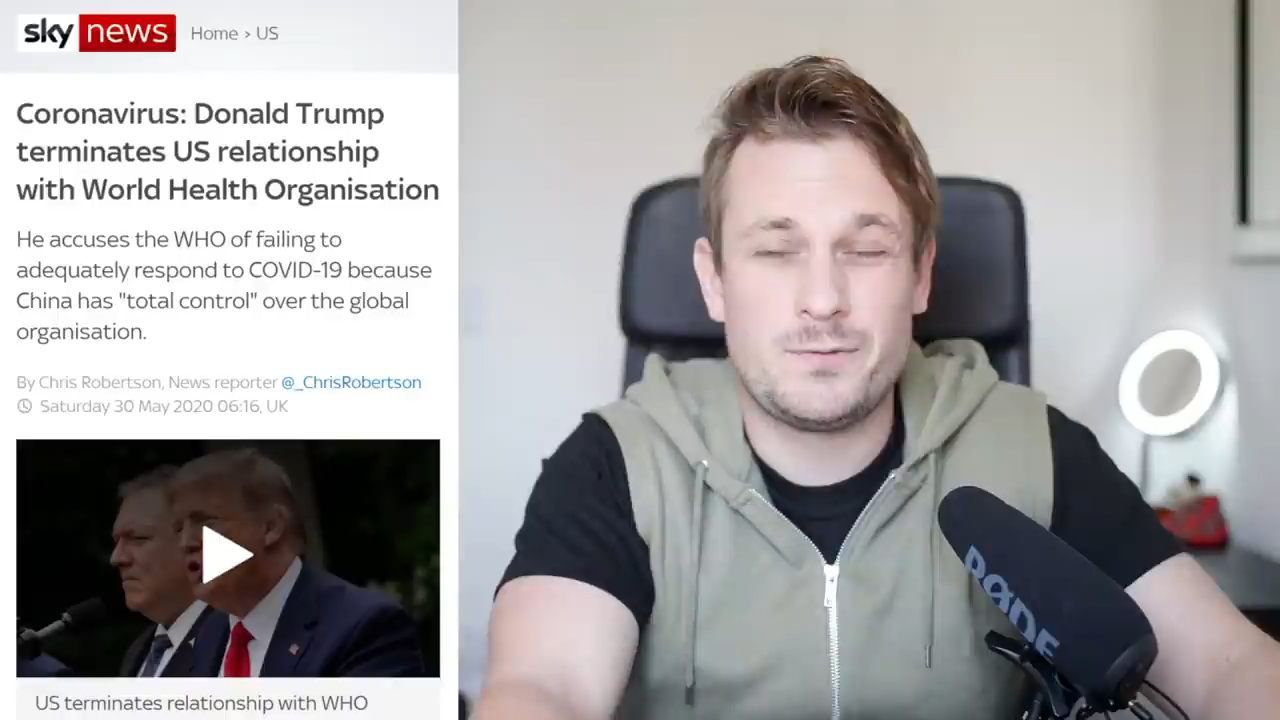 sky news
Home > US
Coronavirus: Donald Trump
terminates US relationship
with World Health Organisation
He accuses the WHO of failing to
adequately respond to COVID-19 because
China has "total control" over the global
organisation.
By Chris Robertson, News reporter @_ChrisRobertson
Saturday 30 May 2020 06:16, UK
US terminates relationship with WHO
RØDE